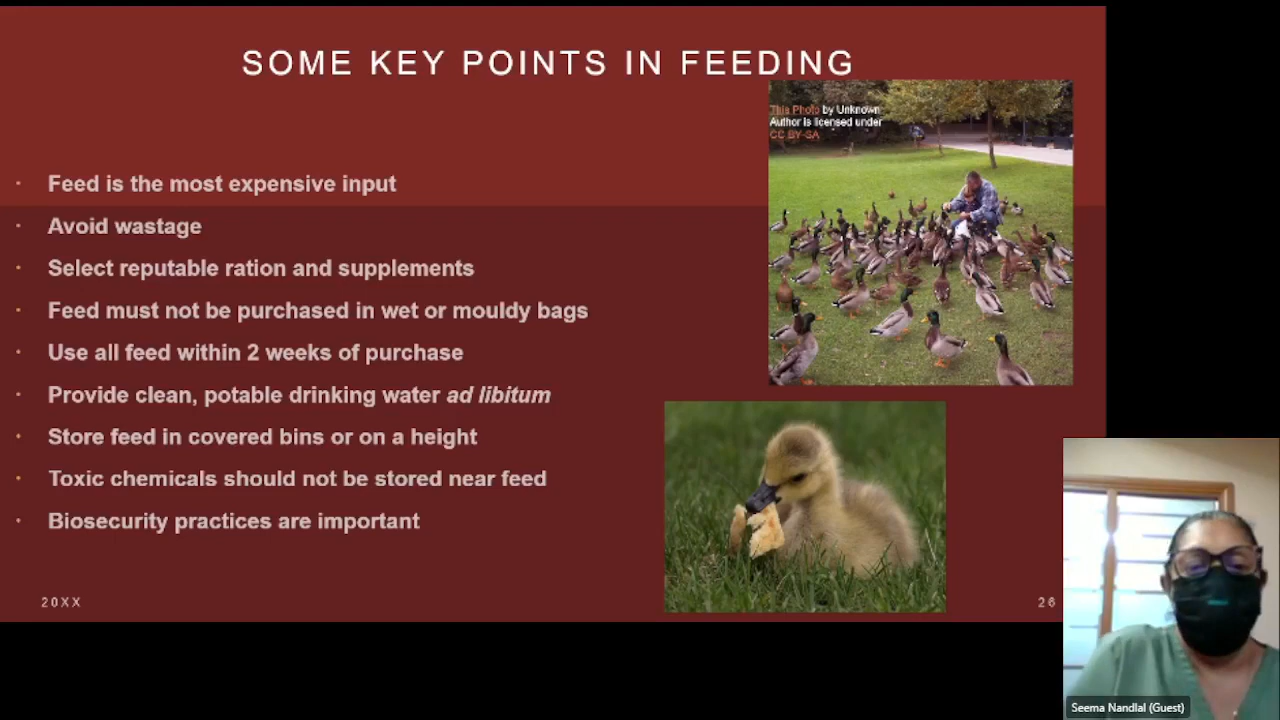 SOME KEY POINTS IN FEEDING
This Photo by Unknown
Author is licensed under
CC BY-SA
· Feed is the most expensive input
· Avoid wastage
· Select reputable ration and supplements
· Feed must not be purchased in wet or mouldy bags
· Use all feed within 2 weeks of purchase
· Provide clean, potable drinking water ad libitum
· Store feed in covered bins or on a height
· Toxic chemicals should not be stored near feed
· Biosecurity practices are important
20XX
26
Seema Nandlal (Guest)